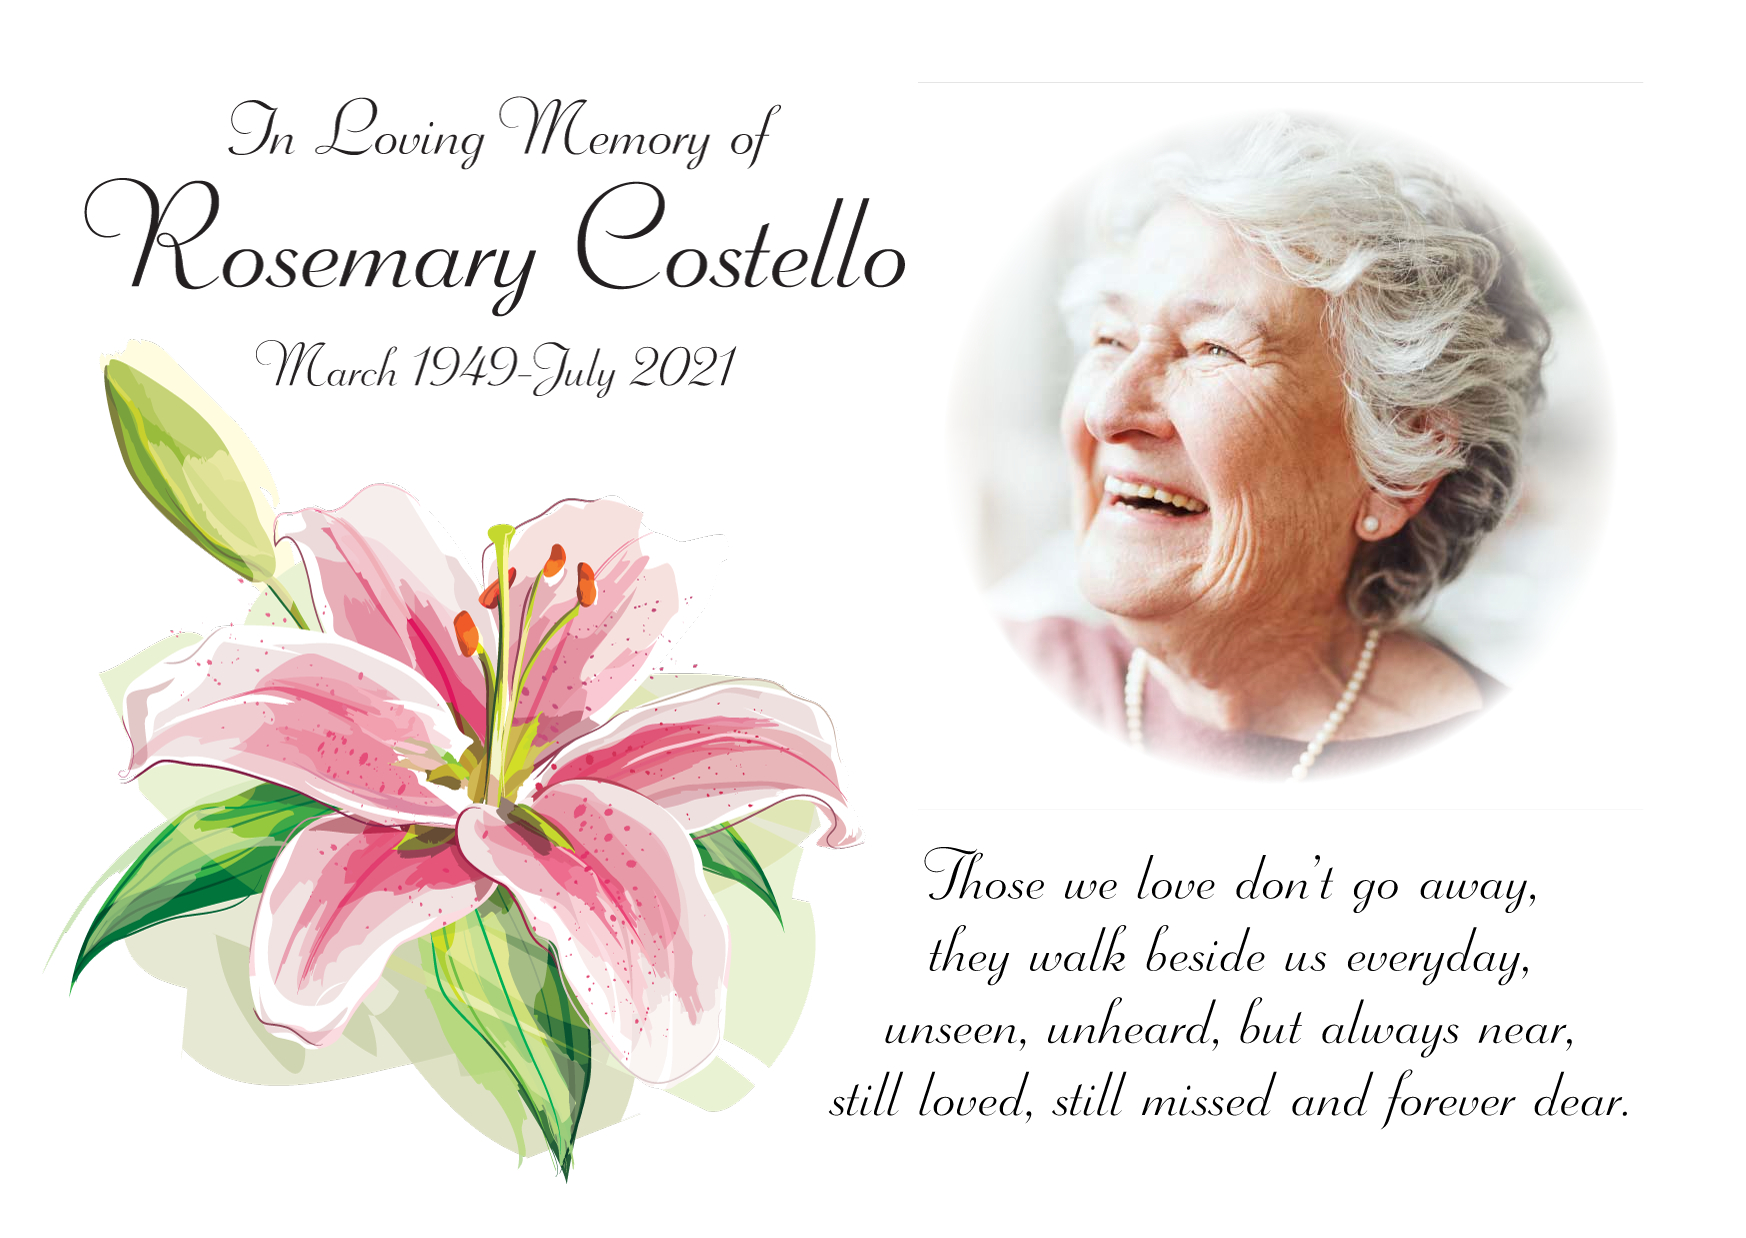 In Loving Memory of
Rosemary Costello
March 1949-July 2021
Those we love don't go away,
they walk beside us everyday,
unseen, unheard, but always near,
still loved, still missed and forever dear.